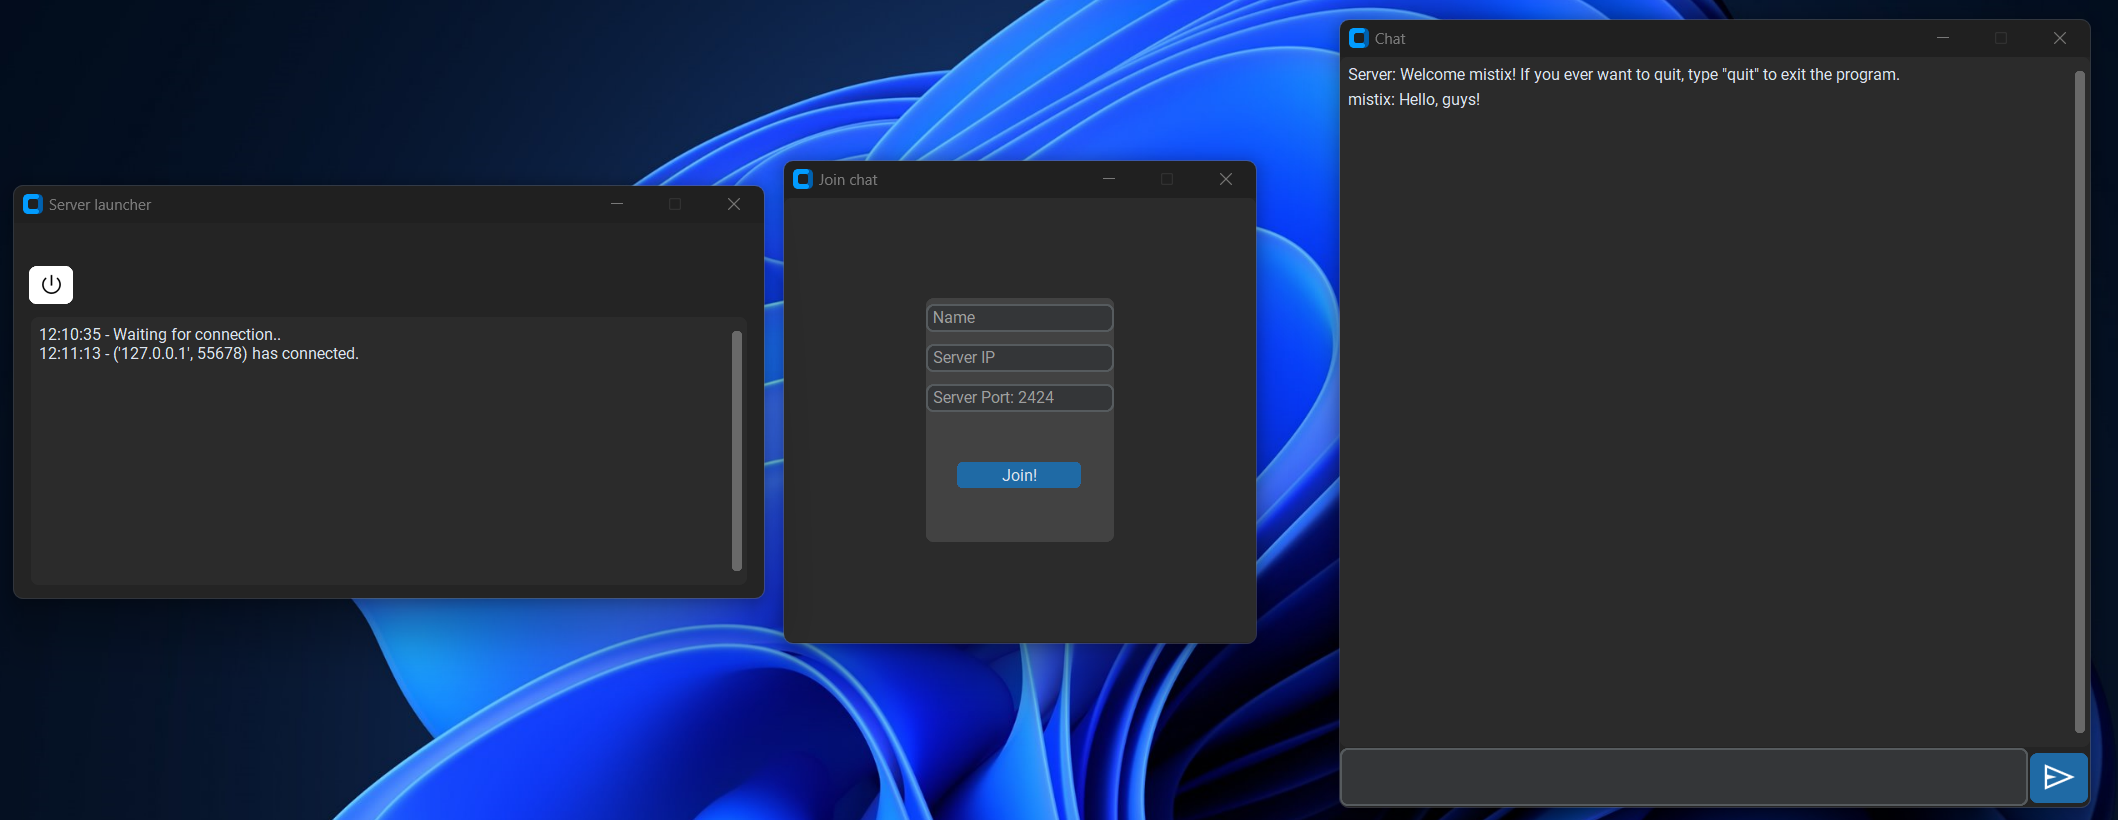 Server launcher
12:10:35 - Waiting for connection..
12:11:13 - ('127.0.0.1', 55678) has connected.
Join chat
Name
Server IP
Server Port: 2424
Join!
Chat
Server: Welcome mistix! If you ever want to quit, type "quit" to exit the program.
mistix: Hello, guys!